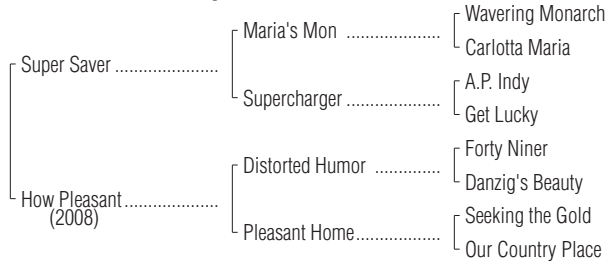 Wavering Monarch
Maria's Mon ....................
Carlotta Maria
Super Saver ......................
A.P. Indy
Supercharger ....................
Get Lucky
Forty Niner
Distorted Humor ..............
Danzig's Beauty
How Pleasant....................
(2008)
Seeking the Gold
Pleasant Home..................
Our Country Place